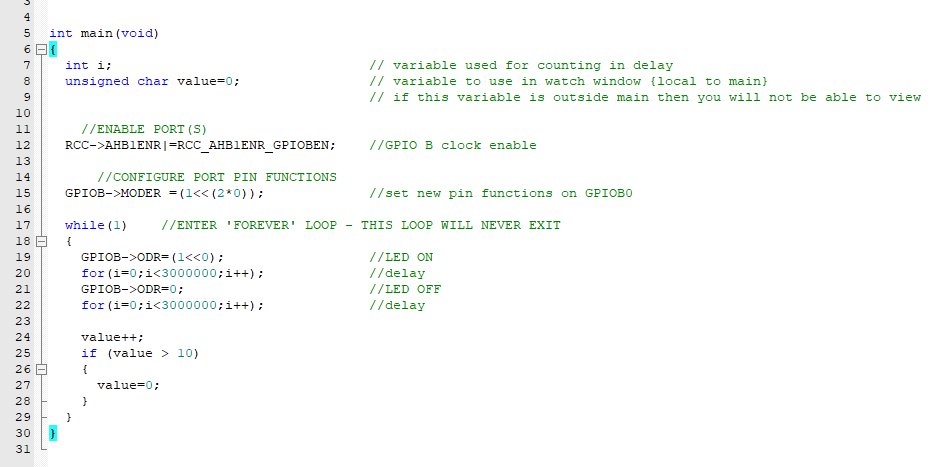 3
4
5 int main(void)
6 {
7 int i; // variable used for counting in delay
8 unsigned char value=0; // variable to use in watch window {local to main}
9 // if this variable is outside main then you will not be able to view
10
11 //ENABLE PORT(S)
12 RCC->AHB1ENR|=RCC_AHB1ENR_GPIOBEN; //GPIO B clock enable
13
14 //CONFIGURE PORT PIN FUNCTIONS
15 GPIOB->MODER =(1<<(2*0)); //set new pin functions on GPIOB0
16
17 while(1) //ENTER 'FOREVER' LOOP - THIS LOOP WILL NEVER EXIT
18 {
19 GPIOB->ODR=(1<<0); //LED ON
20 for(i=0;i<3000000;i++); //delay
21 GPIOB->ODR=0; //LED OFF
22 for(i=0;i<3000000;i++); //delay
23
24 value++;
25 if (value > 10)
26 {
27 value=0;
28 }
29 }
30 }
31